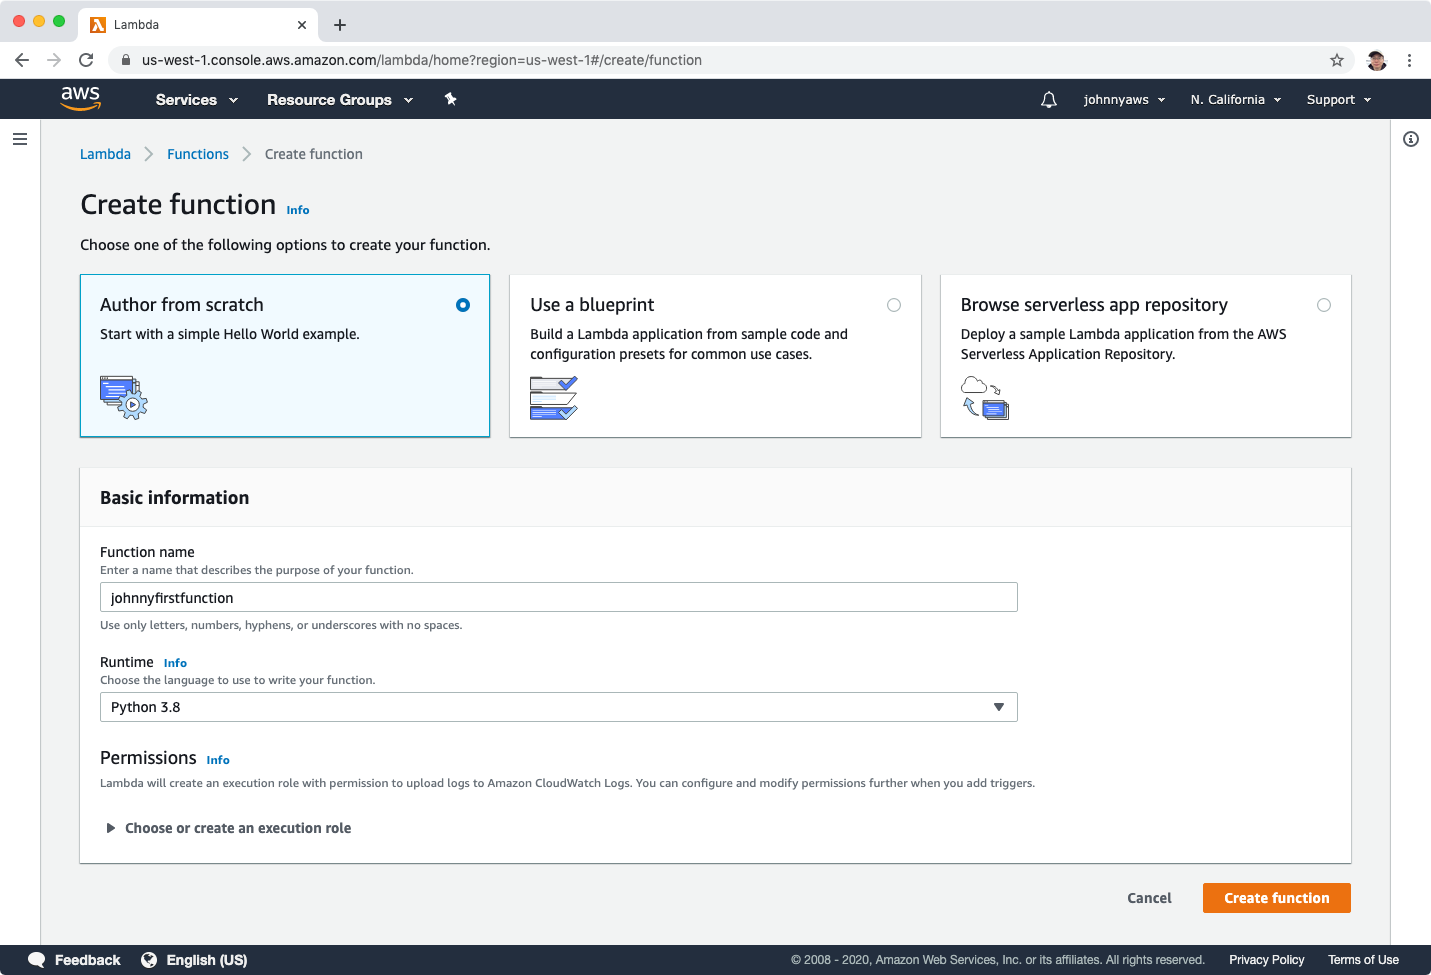 Lambda
us-west-1.console.aws.amazon.com/lambda/home?region=us-west-1#/create/function
aws Services Resource Groups johnnyaws N. California Support
Lambda Functions Create function
Create function Info
Choose one of the following options to create your function.
Author from scratch
Start with a simple Hello World example.
Use a blueprint
Build a Lambda application from sample code and
configuration presets for common use cases.
Browse serverless app repository
Deploy a sample Lambda application from the AWS
Serverless Application Repository.
Basic information
Function name
Enter a name that describes the purpose of your function.
johnnyfirstfunction
Use only letters, numbers, hyphens, or underscores with no spaces.
Runtime Info
Choose the language to use to write your function.
Python 3.8
Permissions Info
Lambda will create an execution role with permission to upload logs to Amazon CloudWatch Logs. You can configure and modify permissions further when you add triggers.
Choose or create an execution role
Cancel Create function
Feedback English (US) © 2008 - 2020, Amazon Web Services, Inc. or its affiliates. All rights reserved. Privacy Policy Terms of Use